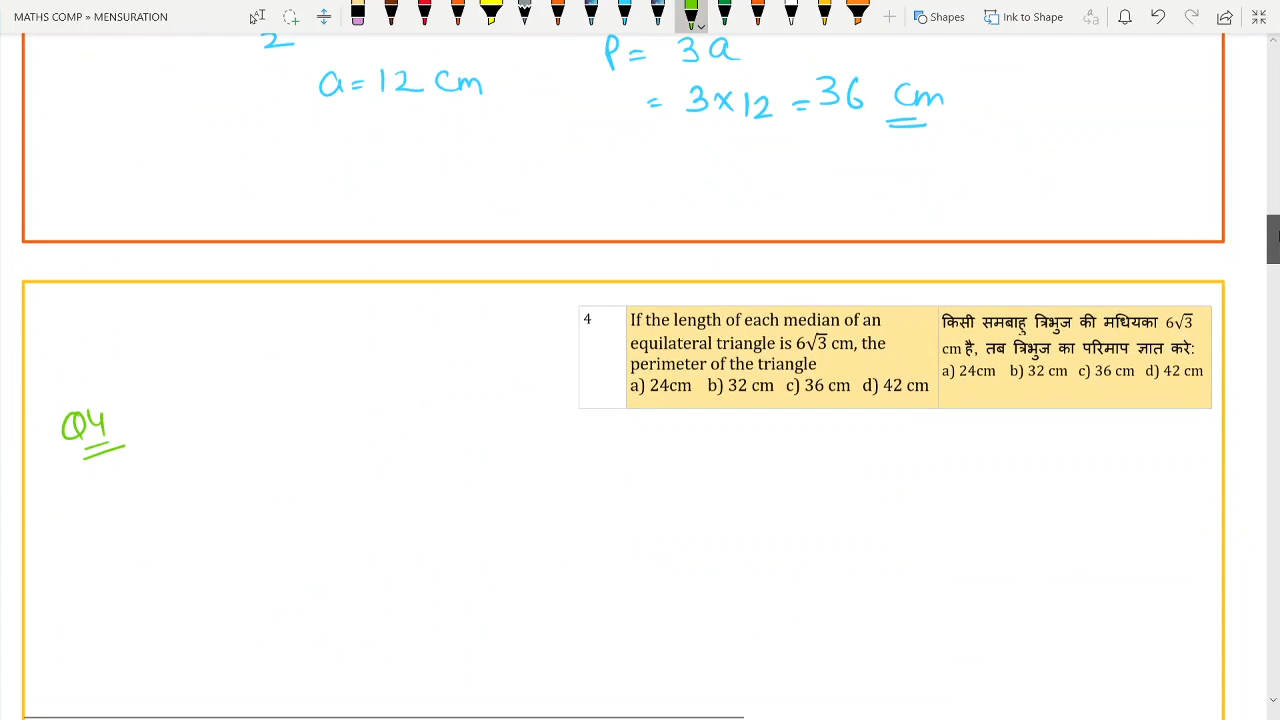 MATHS COMP » MENSURATION
Shapes
Ink to Shape
2
a = 12 cm
P = 3a
= 3 × 12 = 36 cm
4
If the length of each median of an
equilateral triangle is 6√3 cm, the
perimeter of the triangle
a) 24cm b) 32 cm c) 36 cm d) 42 cm
किसी समबाहु त्रिभुज की मधियका 6√3
cm है, तब त्रिभुज का परिमाप ज्ञात करे:
a) 24cm b) 32 cm c) 36 cm d) 42 cm
Q4